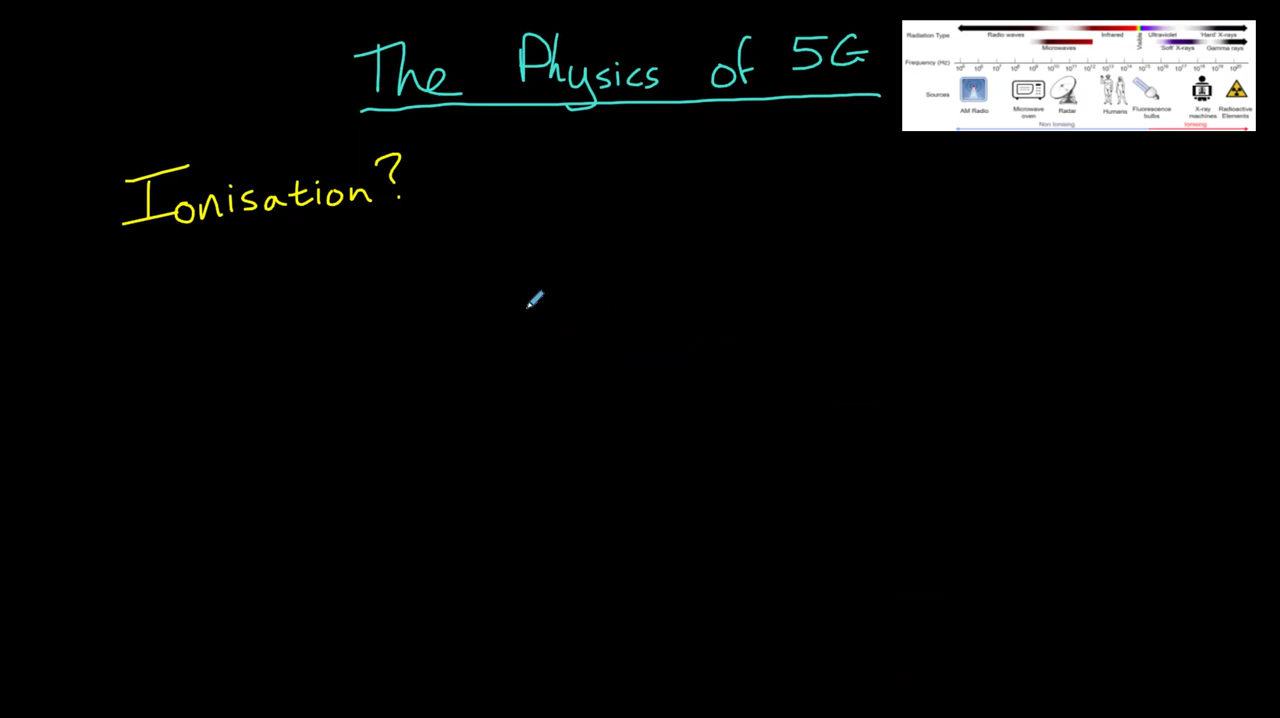 The Physics of 5G
Ionisation?
Radiation Type
Radio waves
Infrared
Visible
Ultraviolet
'Hard' X-rays
Microwaves
Soft X-rays
Gamma rays
Frequency (Hz)
Sources
AM Radio
Microwave oven
Radar
Humans
Fluorescence bulbs
X-ray machines
Radioactive Elements
Non Ionising
Ionising